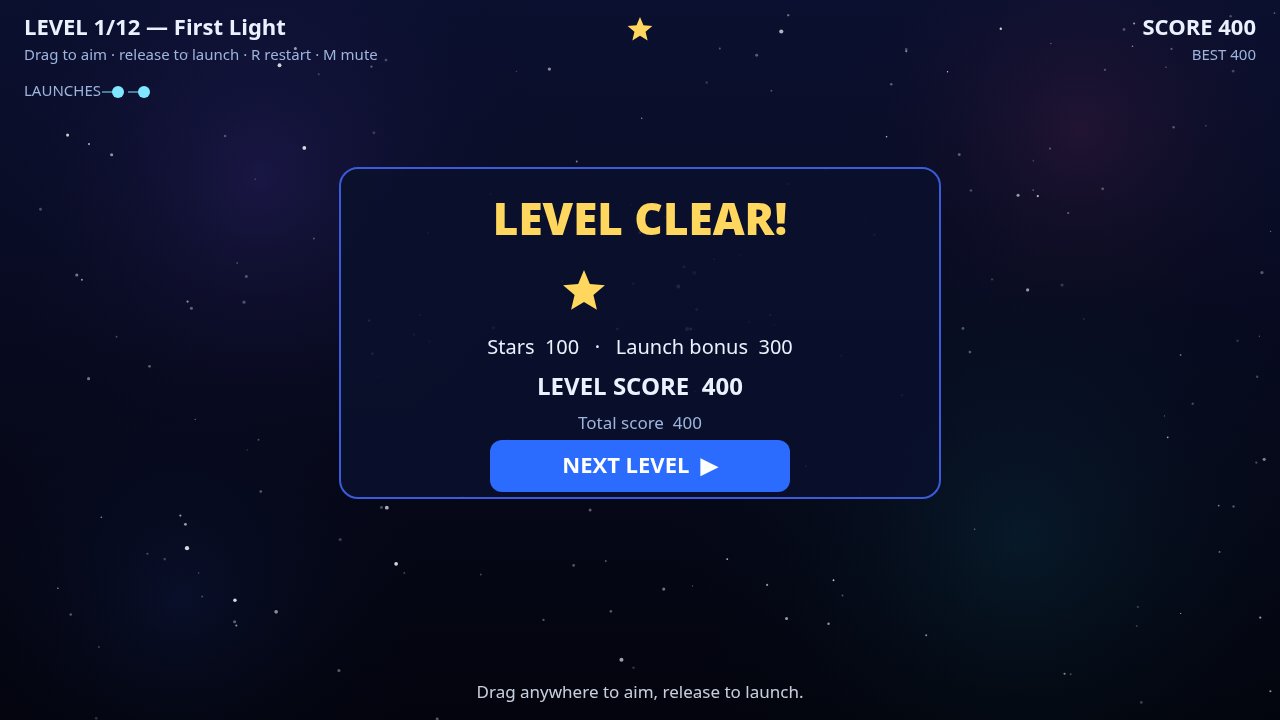 LEVEL 1/12 — First Light
Drag to aim · release to launch · R restart · M mute
LAUNCHES
SCORE 400
BEST 400
LEVEL CLEAR!
Stars 100 · Launch bonus 300
LEVEL SCORE 400
Total score 400
NEXT LEVEL ▶
Drag anywhere to aim, release to launch.